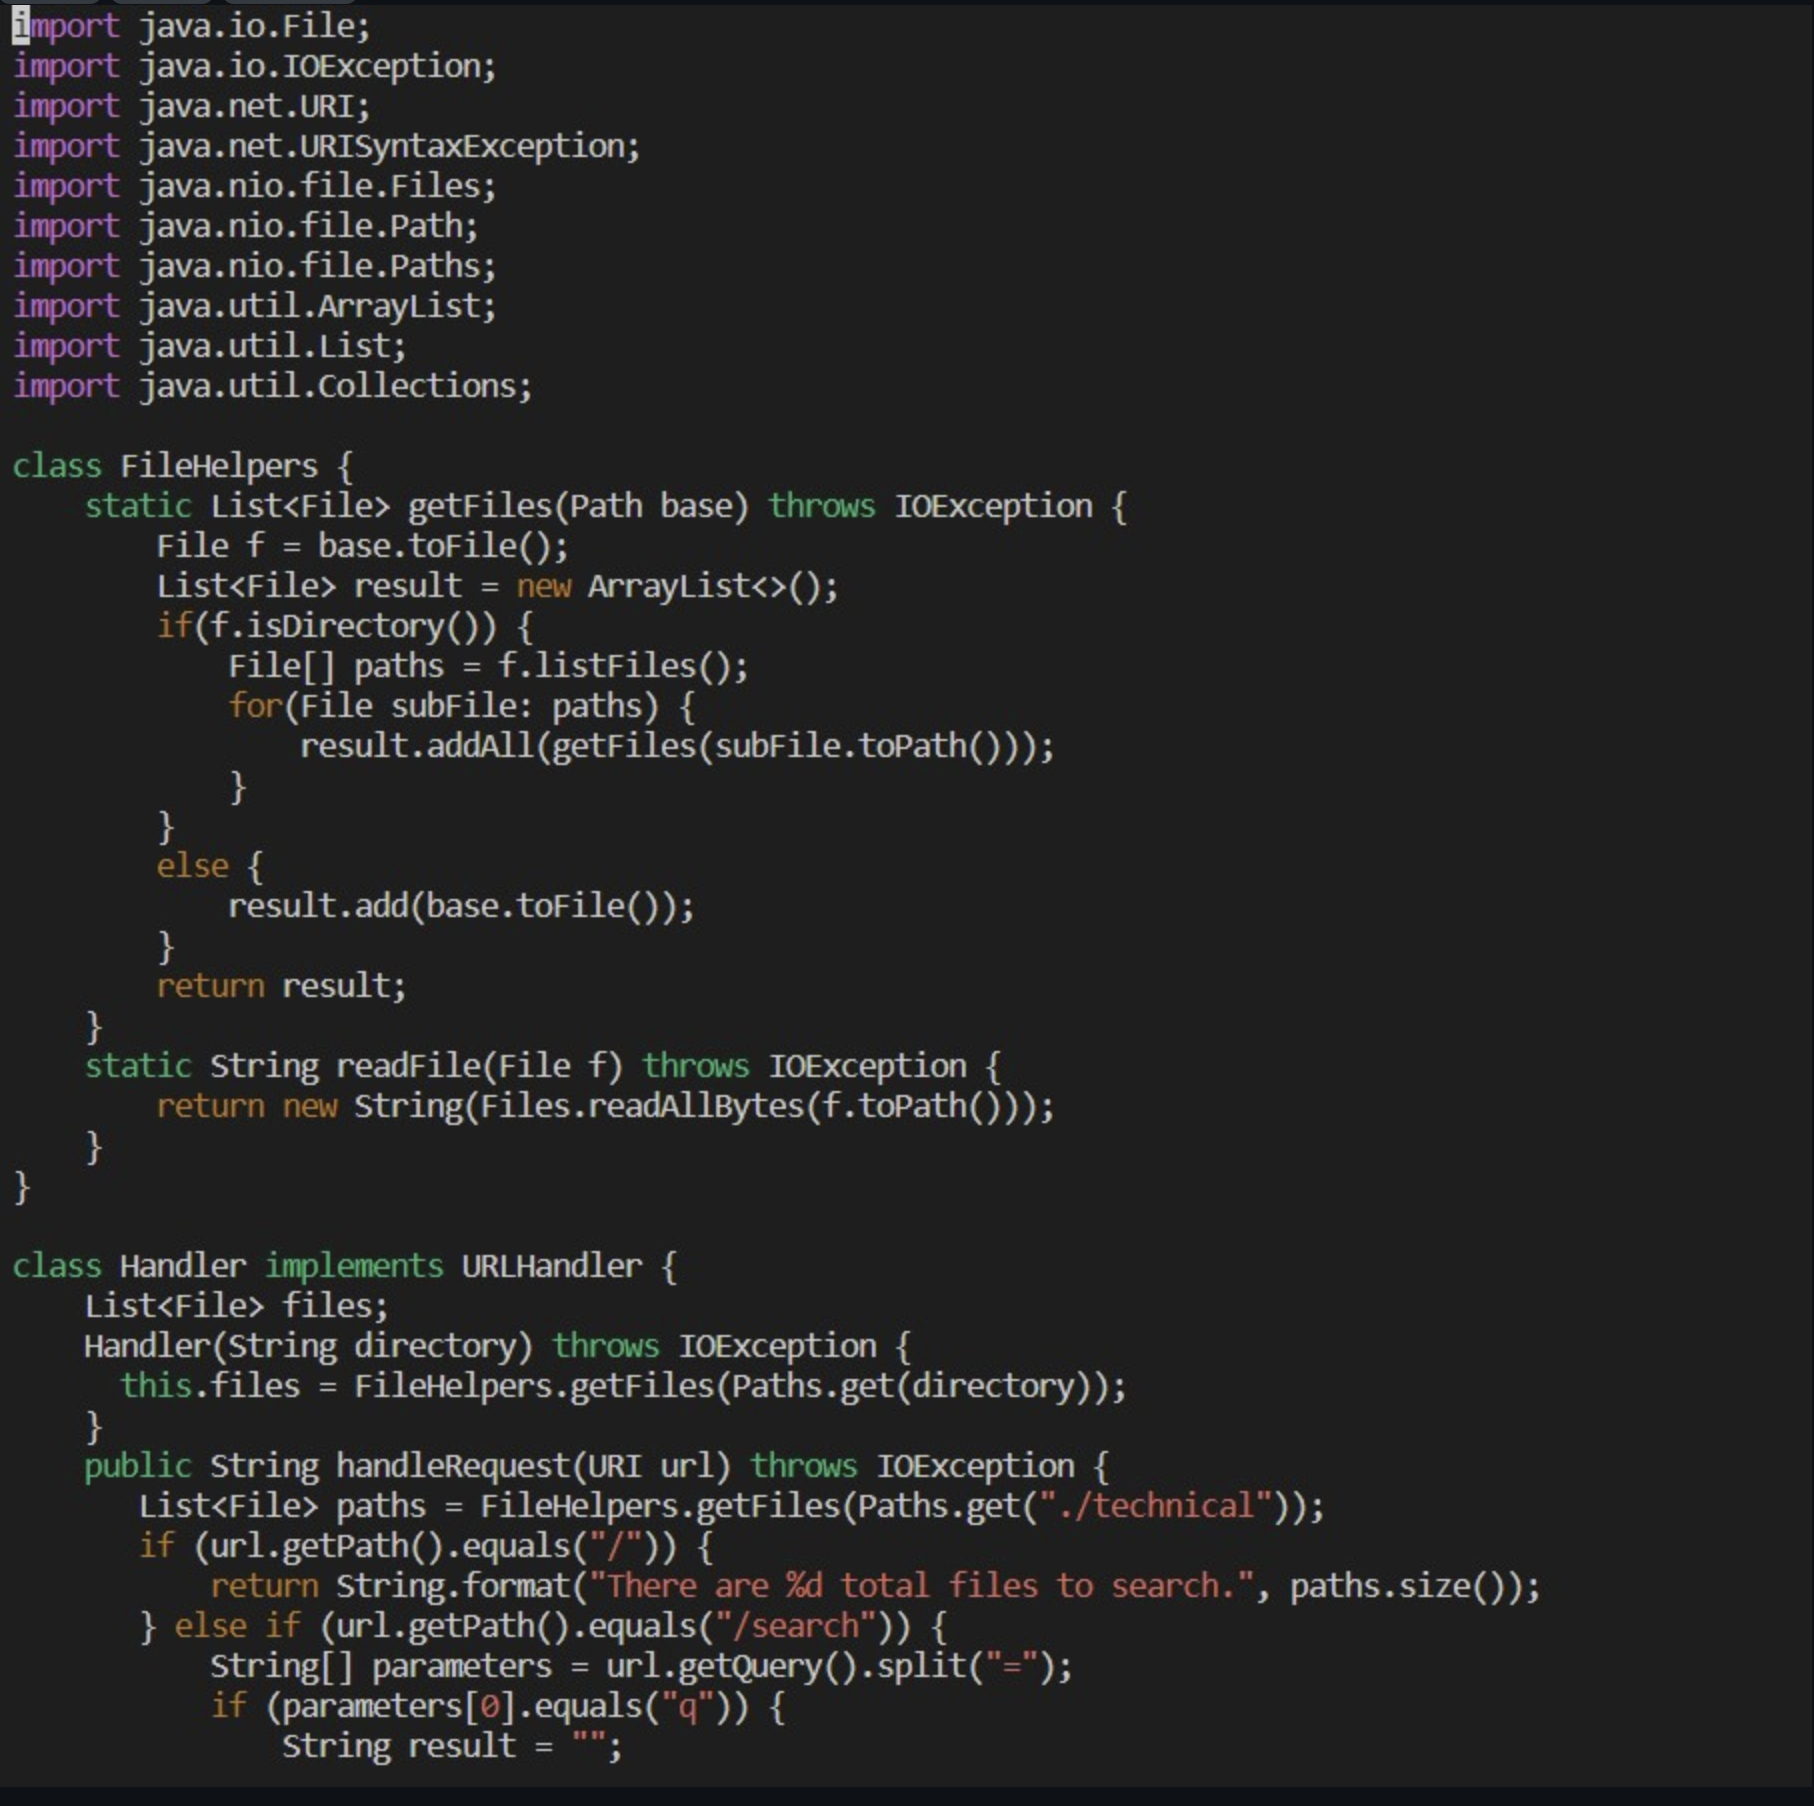 import java.io.File;
import java.io.IOException;
import java.net.URI;
import java.net.URISyntaxException;
import java.nio.file.Files;
import java.nio.file.Path;
import java.nio.file.Paths;
import java.util.ArrayList;
import java.util.List;
import java.util.Collections;

class FileHelpers {
    static List<File> getFiles(Path base) throws IOException {
        File f = base.toFile();
        List<File> result = new ArrayList<>();
        if(f.isDirectory()) {
            File[] paths = f.listFiles();
            for(File subFile: paths) {
                result.addAll(getFiles(subFile.toPath()));
            }
        }
        else {
            result.add(base.toFile());
        }
        return result;
    }
    static String readFile(File f) throws IOException {
        return new String(Files.readAllBytes(f.toPath()));
    }
}

class Handler implements URLHandler {
    List<File> files;
    Handler(String directory) throws IOException {
      this.files = FileHelpers.getFiles(Paths.get(directory));
    }
    public String handleRequest(URI url) throws IOException {
       List<File> paths = FileHelpers.getFiles(Paths.get("./technical"));
       if (url.getPath().equals("/")) {
           return String.format("There are %d total files to search.", paths.size());
       } else if (url.getPath().equals("/search")) {
           String[] parameters = url.getQuery().split("=");
           if (parameters[0].equals("q")) {
               String result = "";